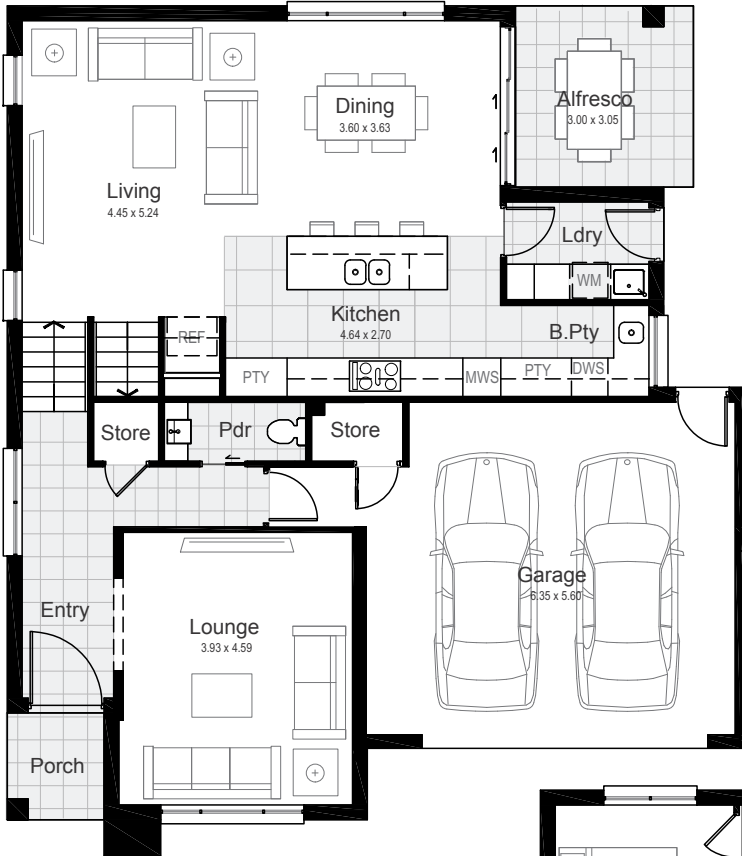 Dining
3.60 x 3.63
Alfresco
3.00 x 3.05
Living
4.45 x 5.24
Ldry
WM
Kitchen
4.64 x 2.70
B.Pty
REF
PTY
MWS
PTY
DWS
Store
Pdr
Store
Garage
6.35 x 5.60
Entry
Lounge
3.93 x 4.59
Porch